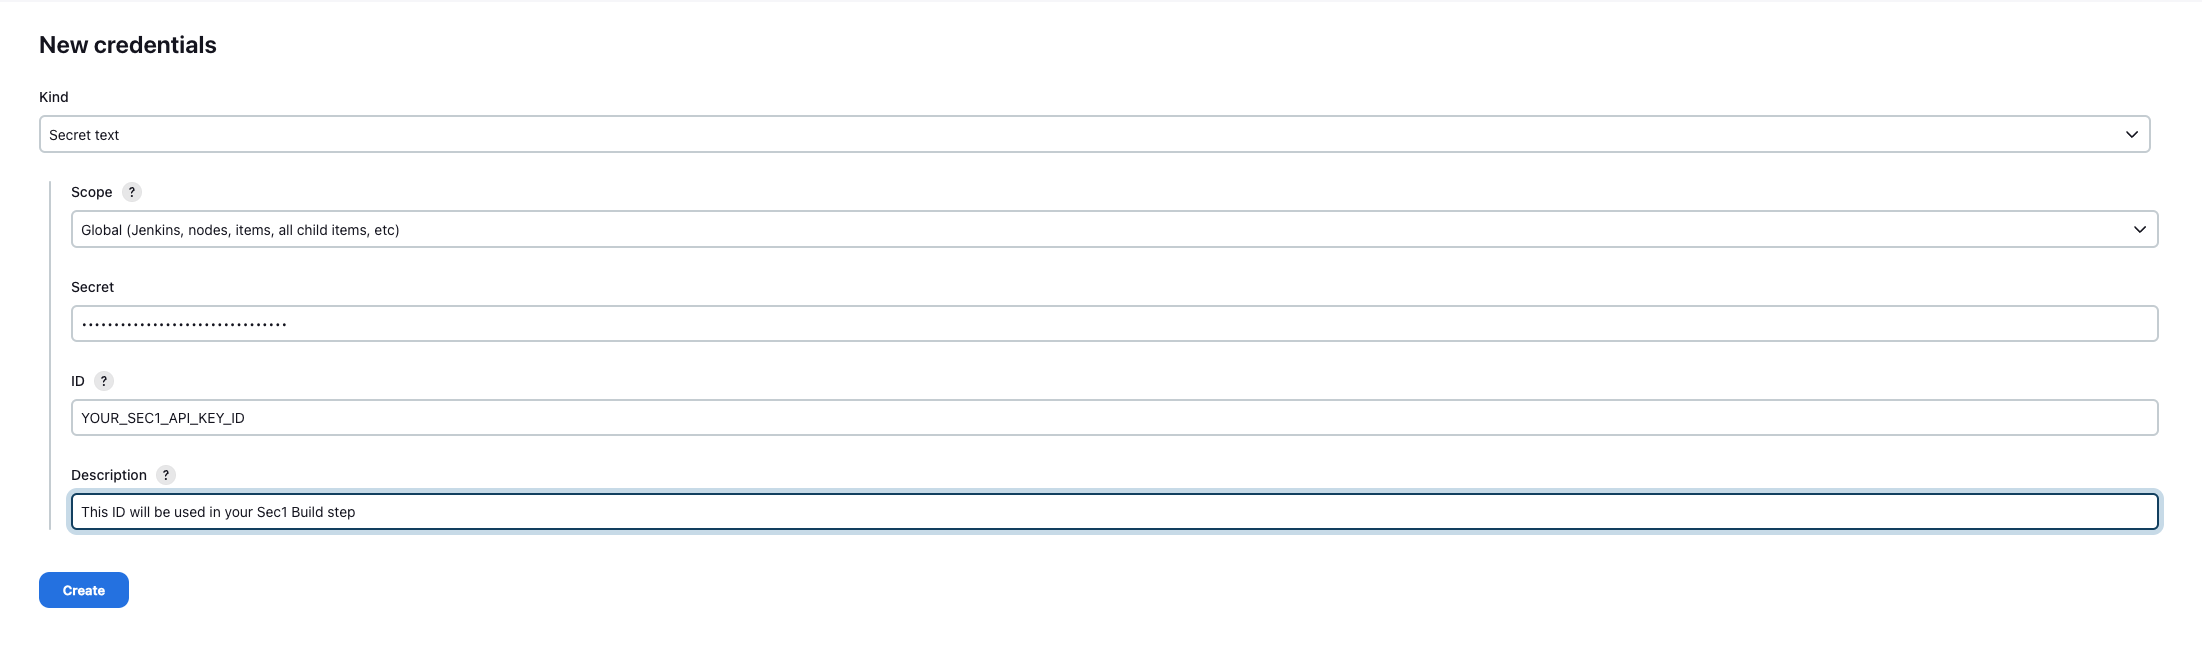 New credentials
Kind
Secret text
Scope ?
Global (Jenkins, nodes, items, all child items, etc)
Secret
································
ID ?
YOUR_SEC1_API_KEY_ID
Description ?
This ID will be used in your Sec1 Build step
Create